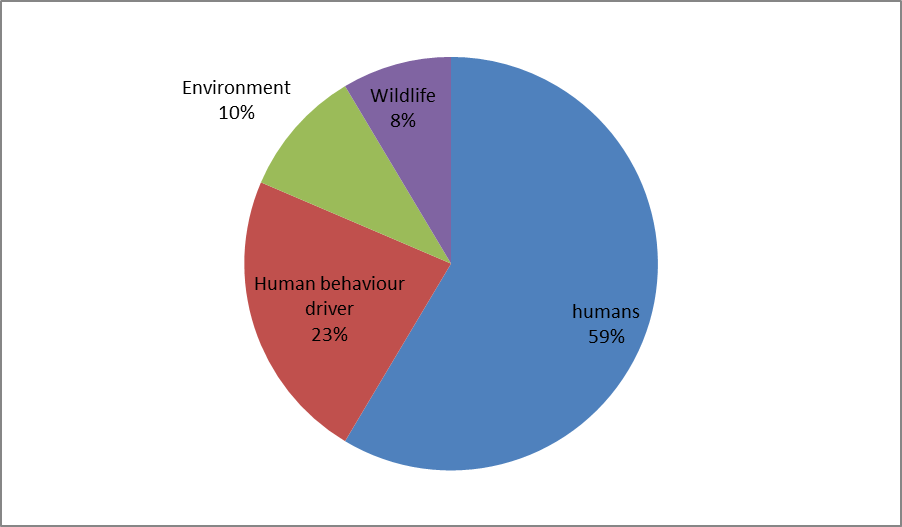 Environment
10%
Wildlife
8%
Human behaviour
driver
23%
humans
59%